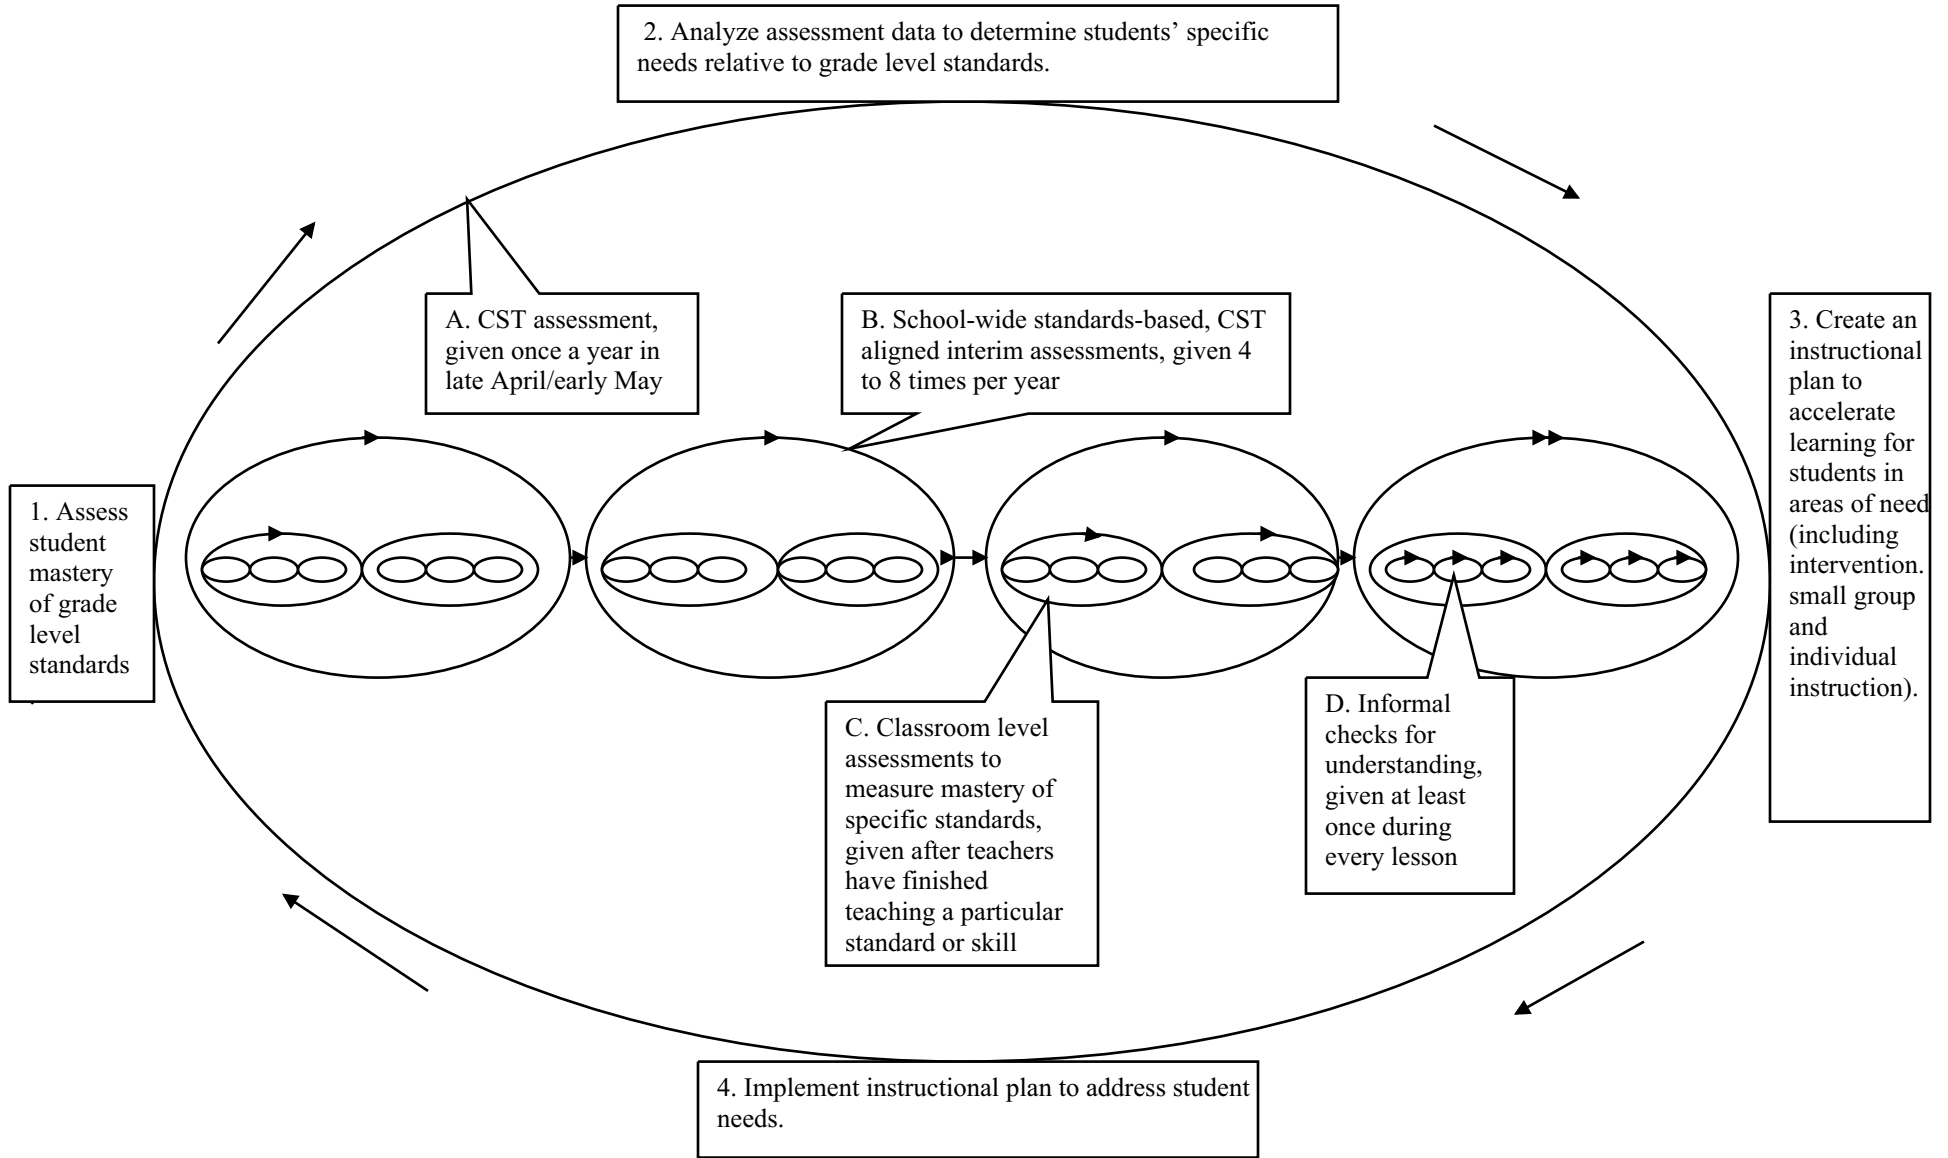 2. Analyze assessment data to determine students’ specific
needs relative to grade level standards.
A. CST assessment,
given once a year in
late April/early May
B. School-wide standards-based, CST
aligned interim assessments, given 4
to 8 times per year
3. Create an
instructional
plan to
accelerate
learning for
students in
areas of need
(including
intervention.
small group
and
individual
instruction).
1. Assess
student
mastery
of grade
level
standards
C. Classroom level
assessments to
measure mastery of
specific standards,
given after teachers
have finished
teaching a particular
standard or skill
D. Informal
checks for
understanding,
given at least
once during
every lesson
4. Implement instructional plan to address student
needs.